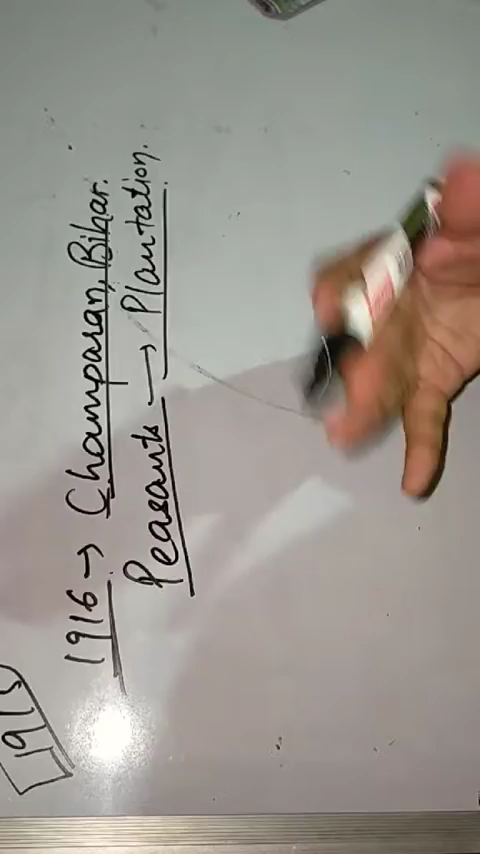 1915
1916 → Champaran, Bihar.
Peasants → Plantation.